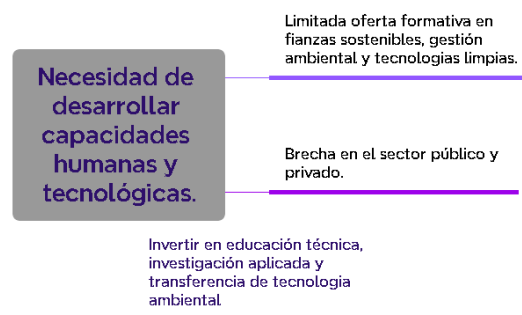 Necesidad de
desarrollar
capacidades
humanas y
tecnológicas.
Limitada oferta formativa en
fianzas sostenibles, gestión
ambiental y tecnologias limpias.
Brecha en el sector público y
privado.
Invertir en educación técnica,
investigación aplicada y
transferencia de tecnologia
ambiental